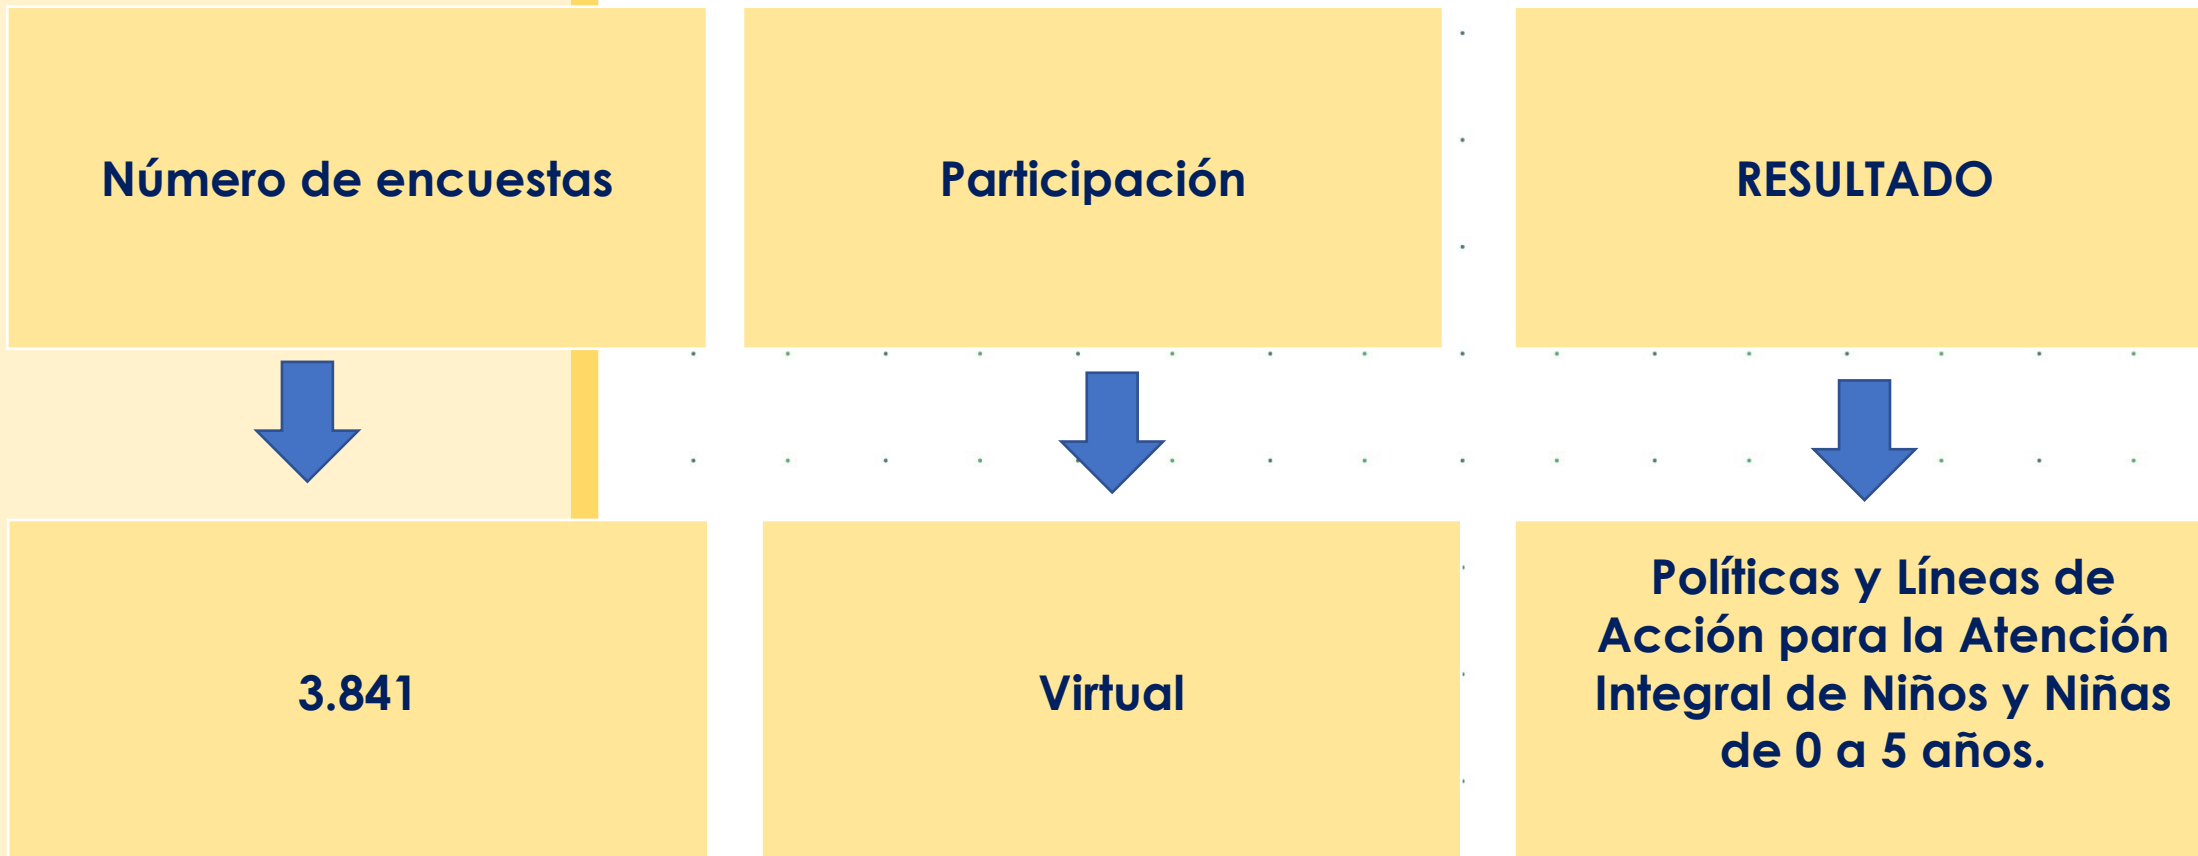 Número de encuestas
Participación
RESULTADO
3.841
Virtual
Políticas y Líneas de
Acción para la Atención
Integral de Niños y Niñas
de 0 a 5 años.